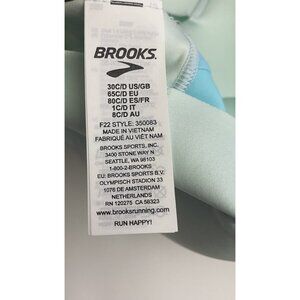 BROOKS
30C/D US/GB
65C/D EU
80C/D ES/FR
1C/D IT
8C/D AU
F22 STYLE: 350083
MADE IN VIETNAM
FABRIQUÉ AU VIÊT NAM
BROOKS SPORTS, INC.
3400 STONE WAY N
SEATTLE, WA 98103
1-800-2-BROOKS
EU: BROOKS SPORTS B.V.
OLYMPISCH STADION 33
1076 DE AMSTERDAM
NETHERLANDS
RN 120275 CA 58323
www.brooksrunning.com
RUN HAPPY!